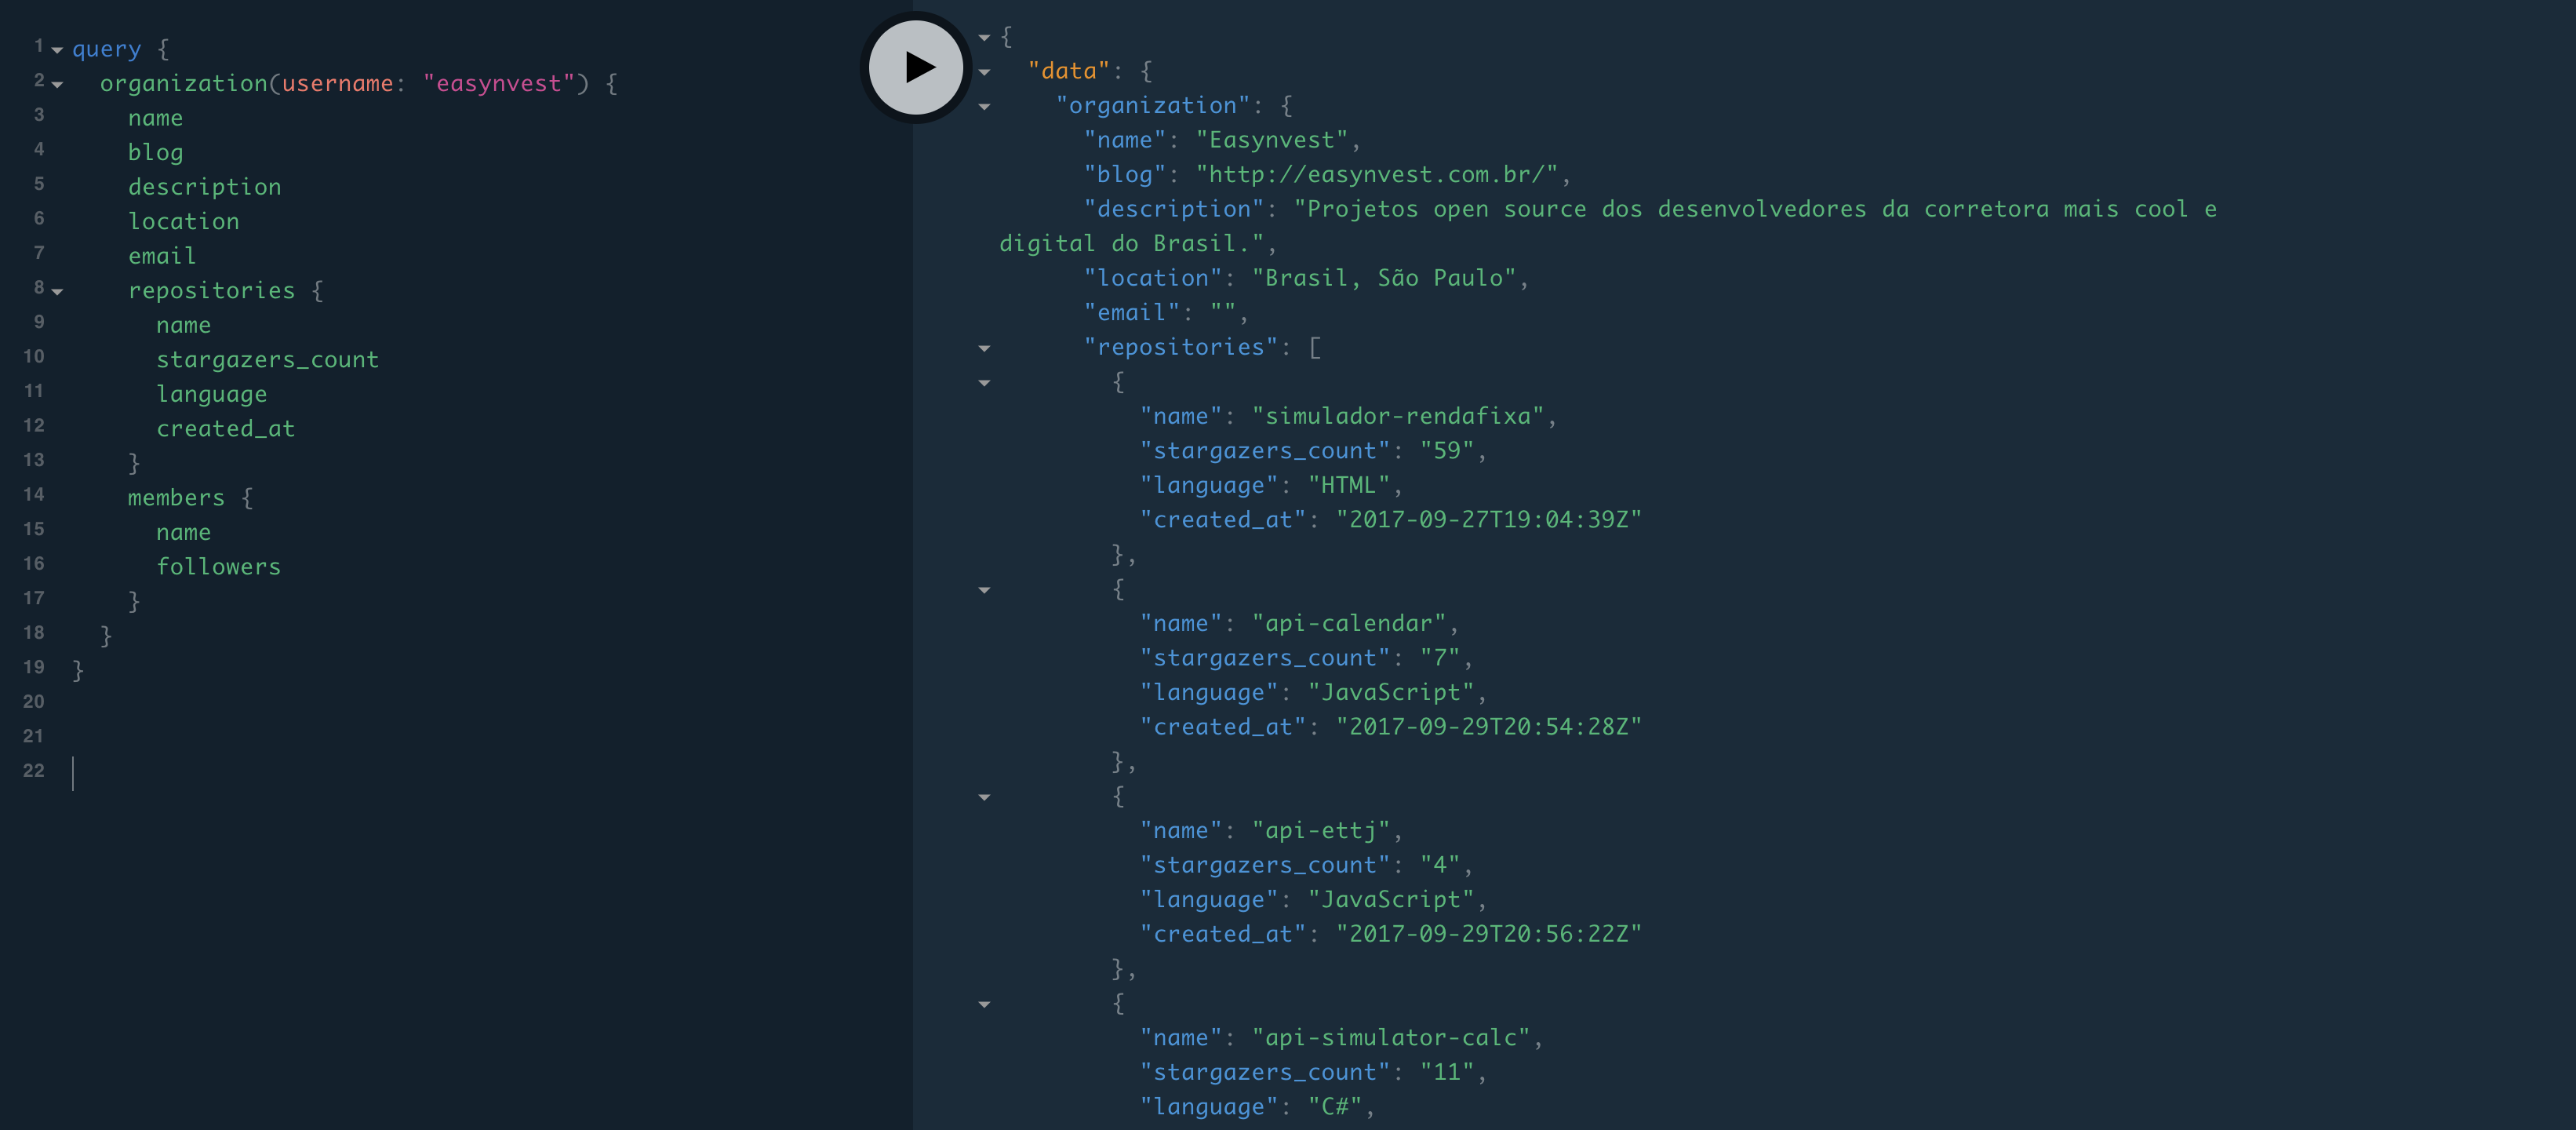 1 query {
2 organization(username: "easynvest") {
3 name
4 blog
5 description
6 location
7 email
8 repositories {
9 name
10 stargazers_count
11 language
12 created_at
13 }
14 members {
15 name
16 followers
17 }
18 }
19 }
20
21
22
{
"data": {
"organization": {
"name": "Easynvest",
"blog": "http://easynvest.com.br/",
"description": "Projetos open source dos desenvolvedores da corretora mais cool e
digital do Brasil.",
"location": "Brasil, São Paulo",
"email": "",
"repositories": [
{
"name": "simulador-rendafixa",
"stargazers_count": "59",
"language": "HTML",
"created_at": "2017-09-27T19:04:39Z"
},
{
"name": "api-calendar",
"stargazers_count": "7",
"language": "JavaScript",
"created_at": "2017-09-29T20:54:28Z"
},
{
"name": "api-ettj",
"stargazers_count": "4",
"language": "JavaScript",
"created_at": "2017-09-29T20:56:22Z"
},
{
"name": "api-simulator-calc",
"stargazers_count": "11",
"language": "C#",